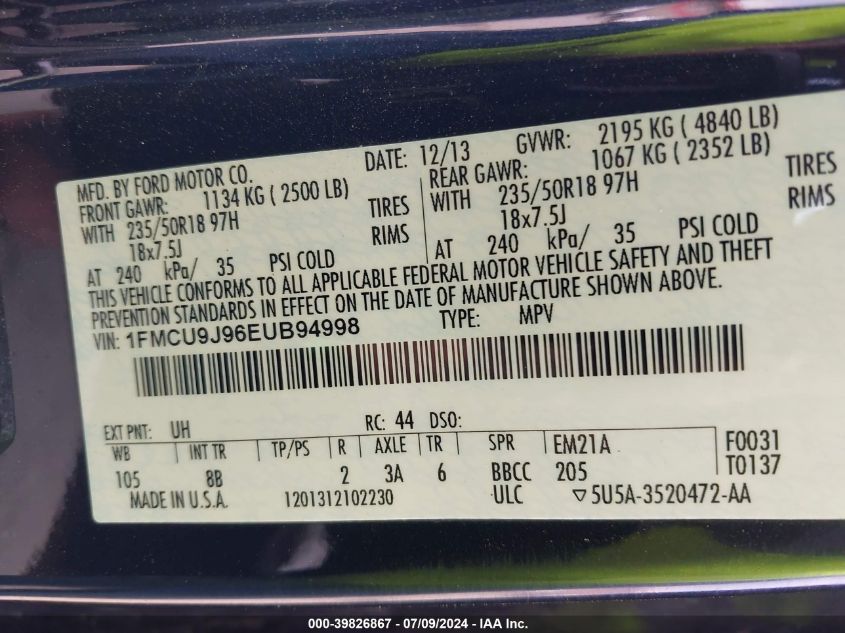 MFD. BY FORD MOTOR CO. DATE: 12/13 GVWR: 2195 KG ( 4840 LB)
FRONT GAWR: 1134 KG ( 2500 LB) REAR GAWR: 1067 KG ( 2352 LB)
WITH 235/50R18 97H TIRES WITH 235/50R18 97H TIRES
18x7.5J RIMS 18x7.5J RIMS
AT 240 kPa/ 35 PSI COLD AT 240 kPa/ 35 PSI COLD
THIS VEHICLE CONFORMS TO ALL APPLICABLE FEDERAL MOTOR VEHICLE SAFETY AND THEFT
PREVENTION STANDARDS IN EFFECT ON THE DATE OF MANUFACTURE SHOWN ABOVE.
VIN: 1FMCU9J96EUB94998 TYPE: MPV
EXT PNT: UH RC: 44 DSO:
WB INT TR TP/PS R AXLE TR SPR EM21A F0031
105 8B 2 3A 6 BBCC 205 T0137
MADE IN U.S.A. 1201312102230 ULC ▽5U5A-3520472-AA
000-39826867 - 07/09/2024 - IAA, Inc.